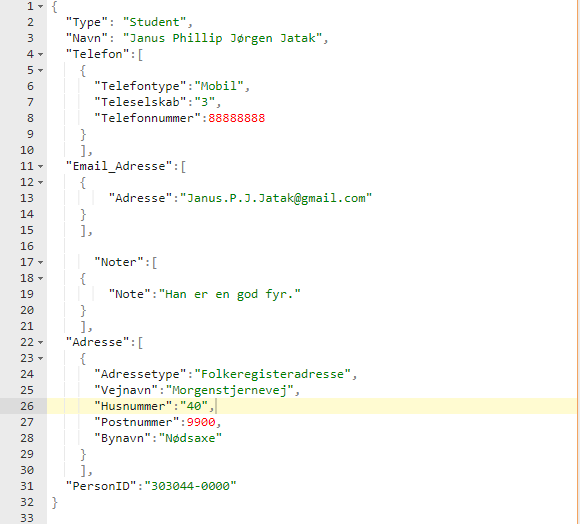 1 {
2 "Type": "Student",
3 "Navn": "Janus Phillip Jørgen Jatak",
4 "Telefon":[
5 {
6 "Telefontype":"Mobil",
7 "Teleselskab":"3",
8 "Telefonnummer":88888888
9 }
10 ],
11 "Email_Adresse":[
12 {
13 "Adresse":"Janus.P.J.Jatak@gmail.com"
14 }
15 ],
16
17 "Noter":[
18 {
19 "Note":"Han er en god fyr."
20 }
21 ],
22 "Adresse":[
23 {
24 "Adressetype":"Folkeregisteradresse",
25 "Vejnavn":"Morgenstjernevej",
26 "Husnummer":"40",
27 "Postnummer":9900,
28 "Bynavn":"Nødsaxe"
29 }
30 ],
31 "PersonID":"303044-0000"
32 }
33